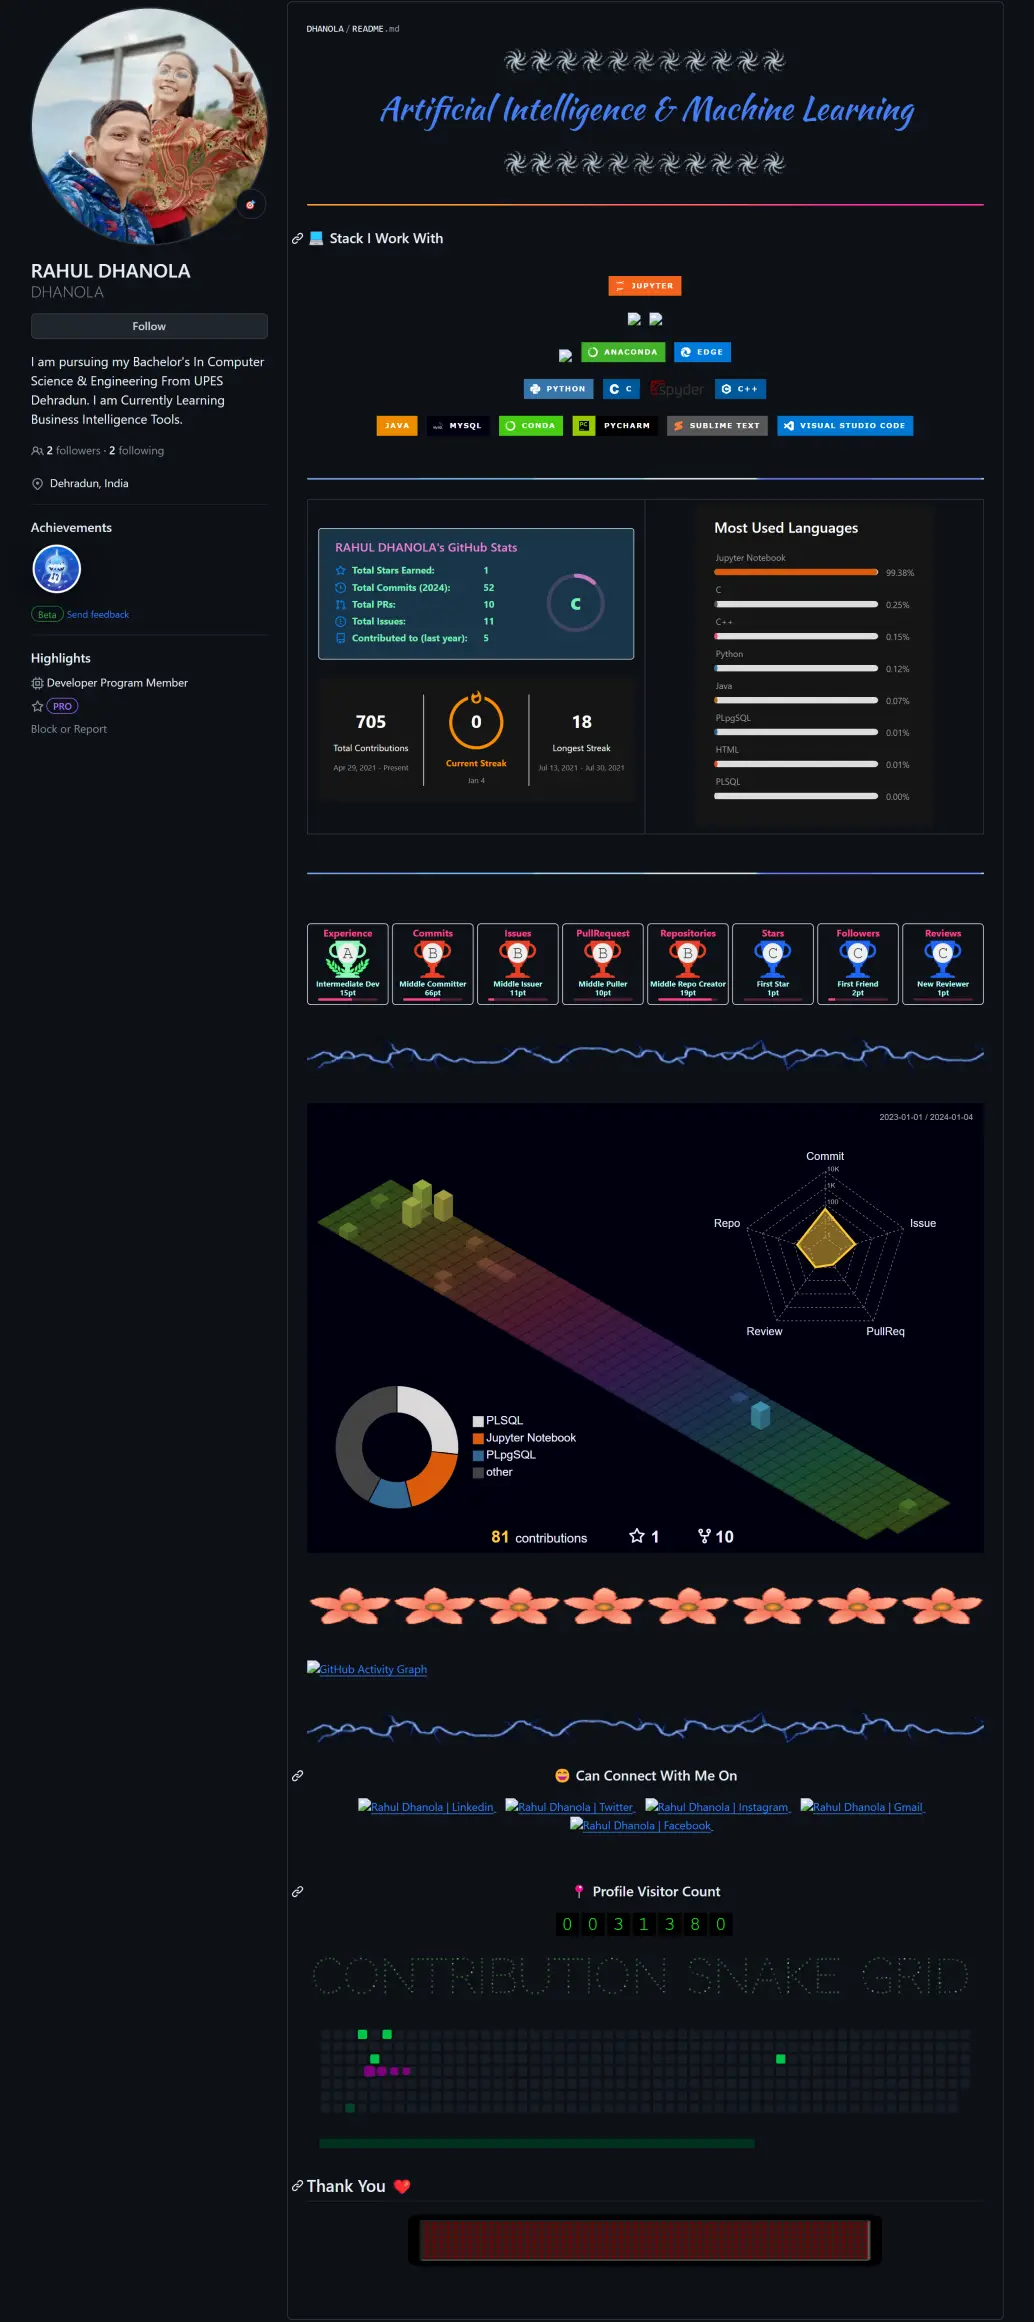 RAHUL DHANOLA
DHANOLA
Follow
I am pursuing my Bachelor's In Computer
Science & Engineering From UPES
Dehradun. I am Currently Learning
Business Intelligence Tools.
2 followers · 2 following
Dehradun, India
Achievements
Beta Send feedback
Highlights
Developer Program Member
PRO
Block or Report
DHANOLA / README.md
Artificial Intelligence & Machine Learning
Stack I Work With
JUPYTER
ANACONDA EDGE
PYTHON C spyder C++
JAVA MYSQL CONDA PC PYCHARM SUBLIME TEXT VISUAL STUDIO CODE
RAHUL DHANOLA's GitHub Stats
Total Stars Earned: 1
Total Commits (2024): 52
Total PRs: 10
Total Issues: 11
Contributed to (last year): 5
C
705
Total Contributions
Apr 29, 2021 - Present
0
Current Streak
Jan 4
18
Longest Streak
Jul 13, 2021 - Jul 30, 2021
Most Used Languages
Jupyter Notebook
99.38%
C
0.25%
C++
0.15%
Python
0.12%
Java
0.07%
PLpgSQL
0.01%
HTML
0.01%
PLSQL
0.00%
Experience
A
Intermediate Dev
15pt
Commits
B
Middle Committer
66pt
Issues
B
Middle Issuer
11pt
PullRequest
B
Middle Puller
10pt
Repositories
B
Middle Repo Creator
19pt
Stars
C
First Star
1pt
Followers
C
First Friend
2pt
Reviews
C
New Reviewer
1pt
2023-01-01 / 2024-01-04
Commit
10K
1K
100
Repo
Issue
Review
PullReq
PLSQL
Jupyter Notebook
PLpgSQL
other
81 contributions 1 10
GitHub Activity Graph
Can Connect With Me On
Rahul Dhanola | Linkedin Rahul Dhanola | Twitter Rahul Dhanola | Instagram Rahul Dhanola | Gmail
Rahul Dhanola | Facebook
Profile Visitor Count
0 0 3 1 3 8 0
CONTRIBUTION SNAKE GRID
Thank You